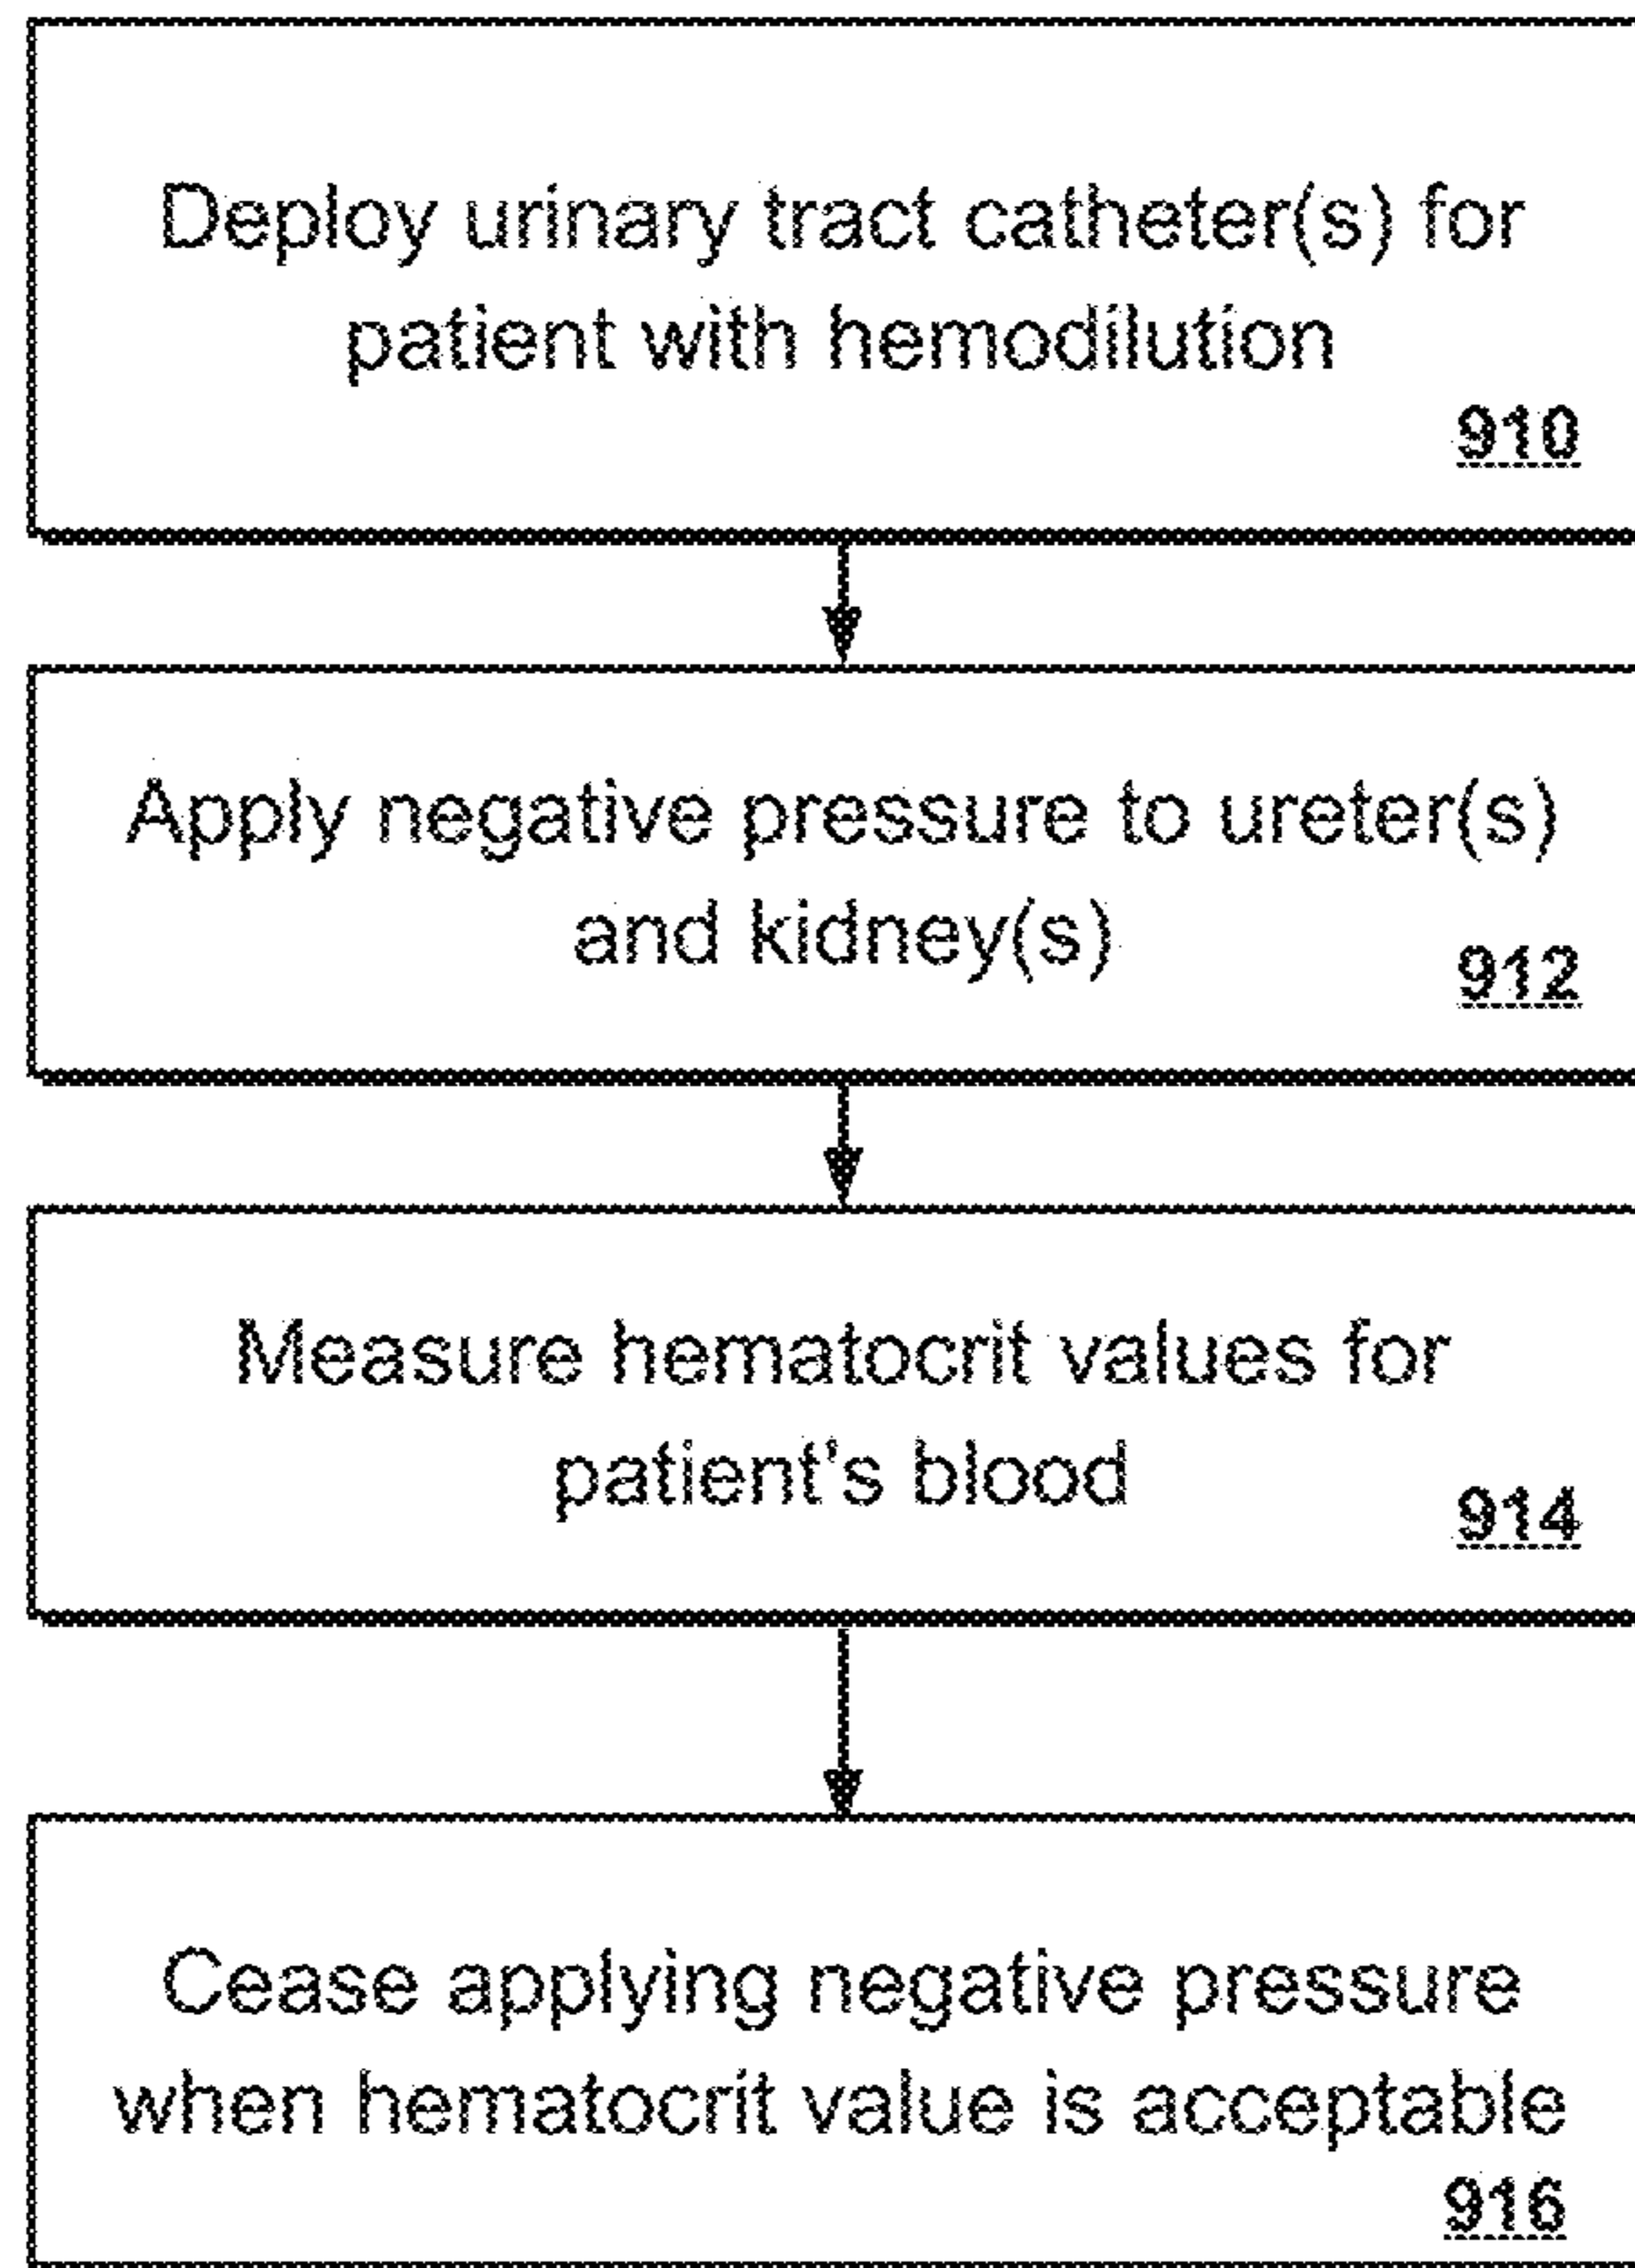 Deploy urinary tract catheter(s) for
patient with hemodilution
910
Apply negative pressure to ureter(s)
and kidney(s)
912
Measure hematocrit values for
patient's blood
914
Cease applying negative pressure
when hematocrit value is acceptable
916